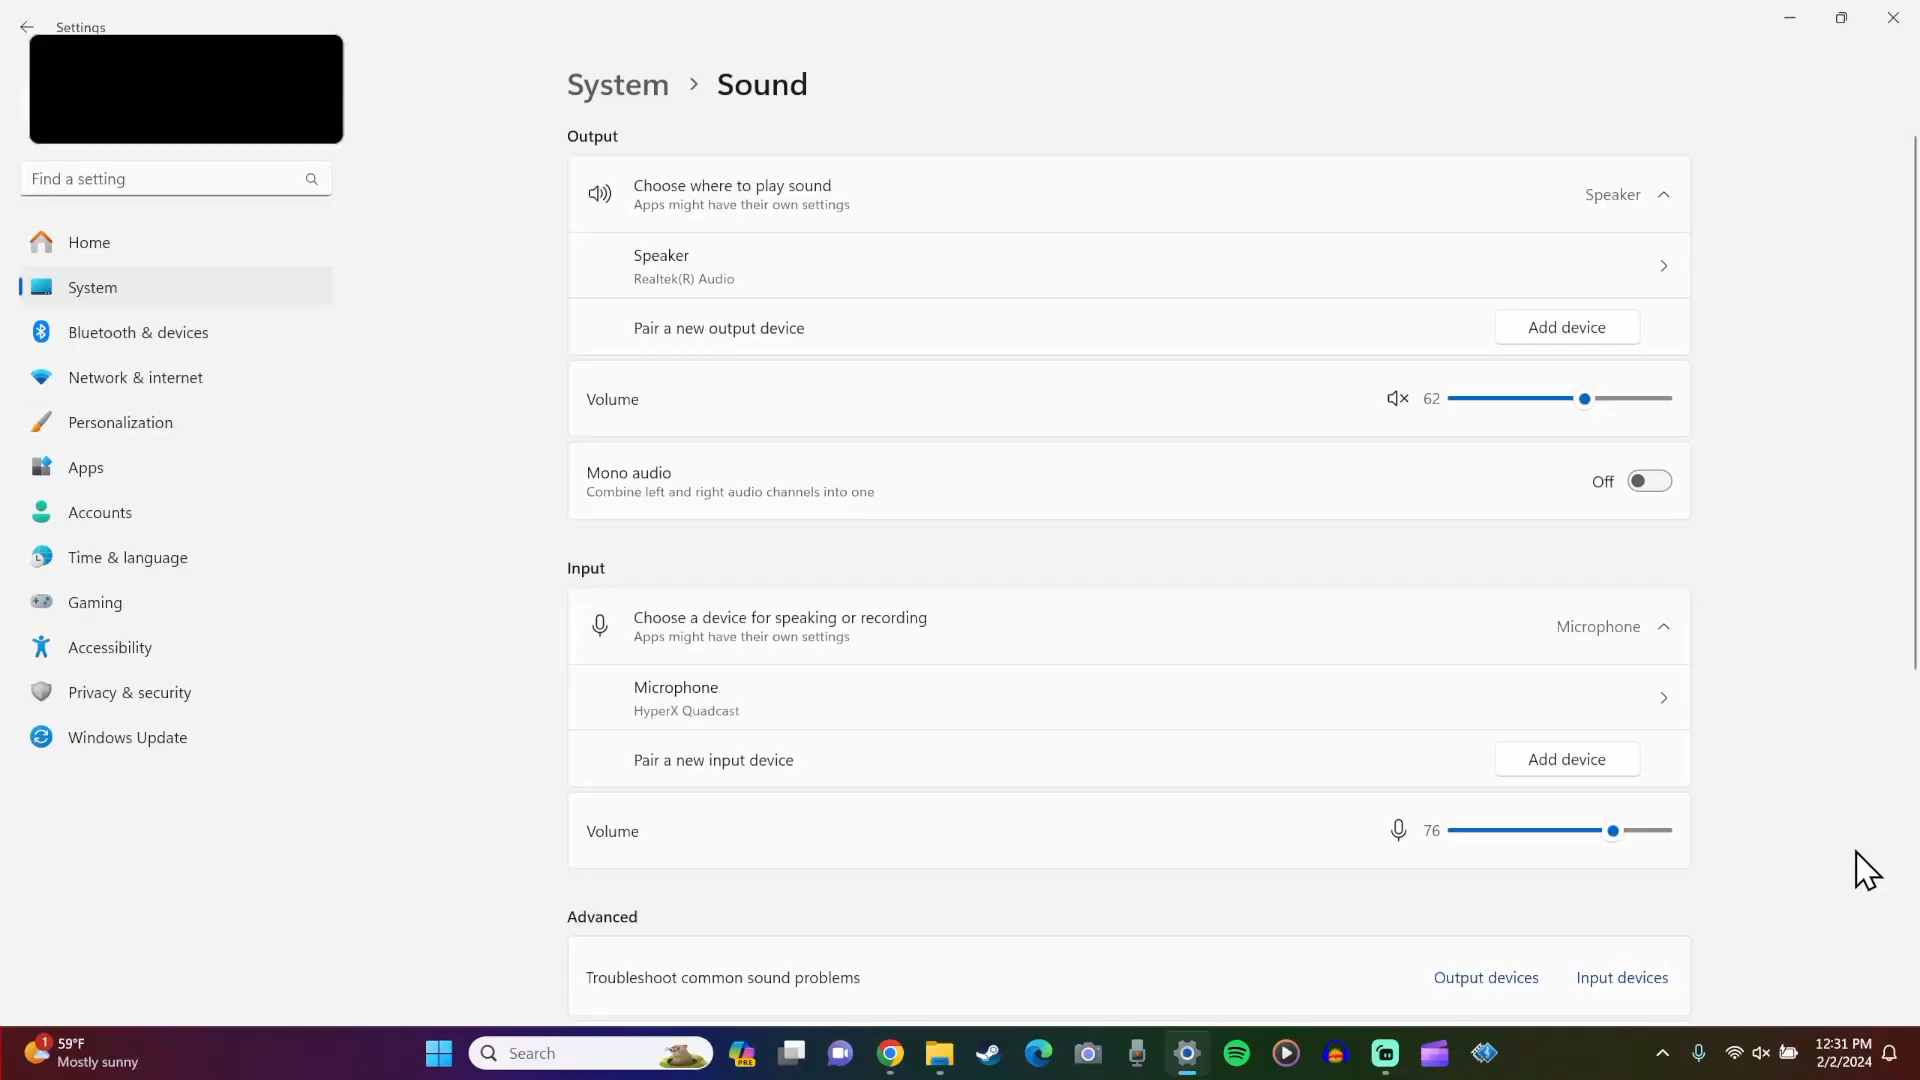 Settings
System > Sound
Output
Find a setting
Home
System
Bluetooth & devices
Network & internet
Personalization
Apps
Accounts
Time & language
Gaming
Accessibility
Privacy & security
Windows Update
Choose where to play sound
Apps might have their own settings
Speaker
Speaker
Realtek(R) Audio
Pair a new output device
Add device
Volume
62
Mono audio
Combine left and right audio channels into one
Off
Input
Choose a device for speaking or recording
Apps might have their own settings
Microphone
Microphone
HyperX Quadcast
Pair a new input device
Add device
Volume
76
Advanced
Troubleshoot common sound problems
Output devices
Input devices
1
59°F
Mostly sunny
Search
PRE
12:31 PM
2/2/2024